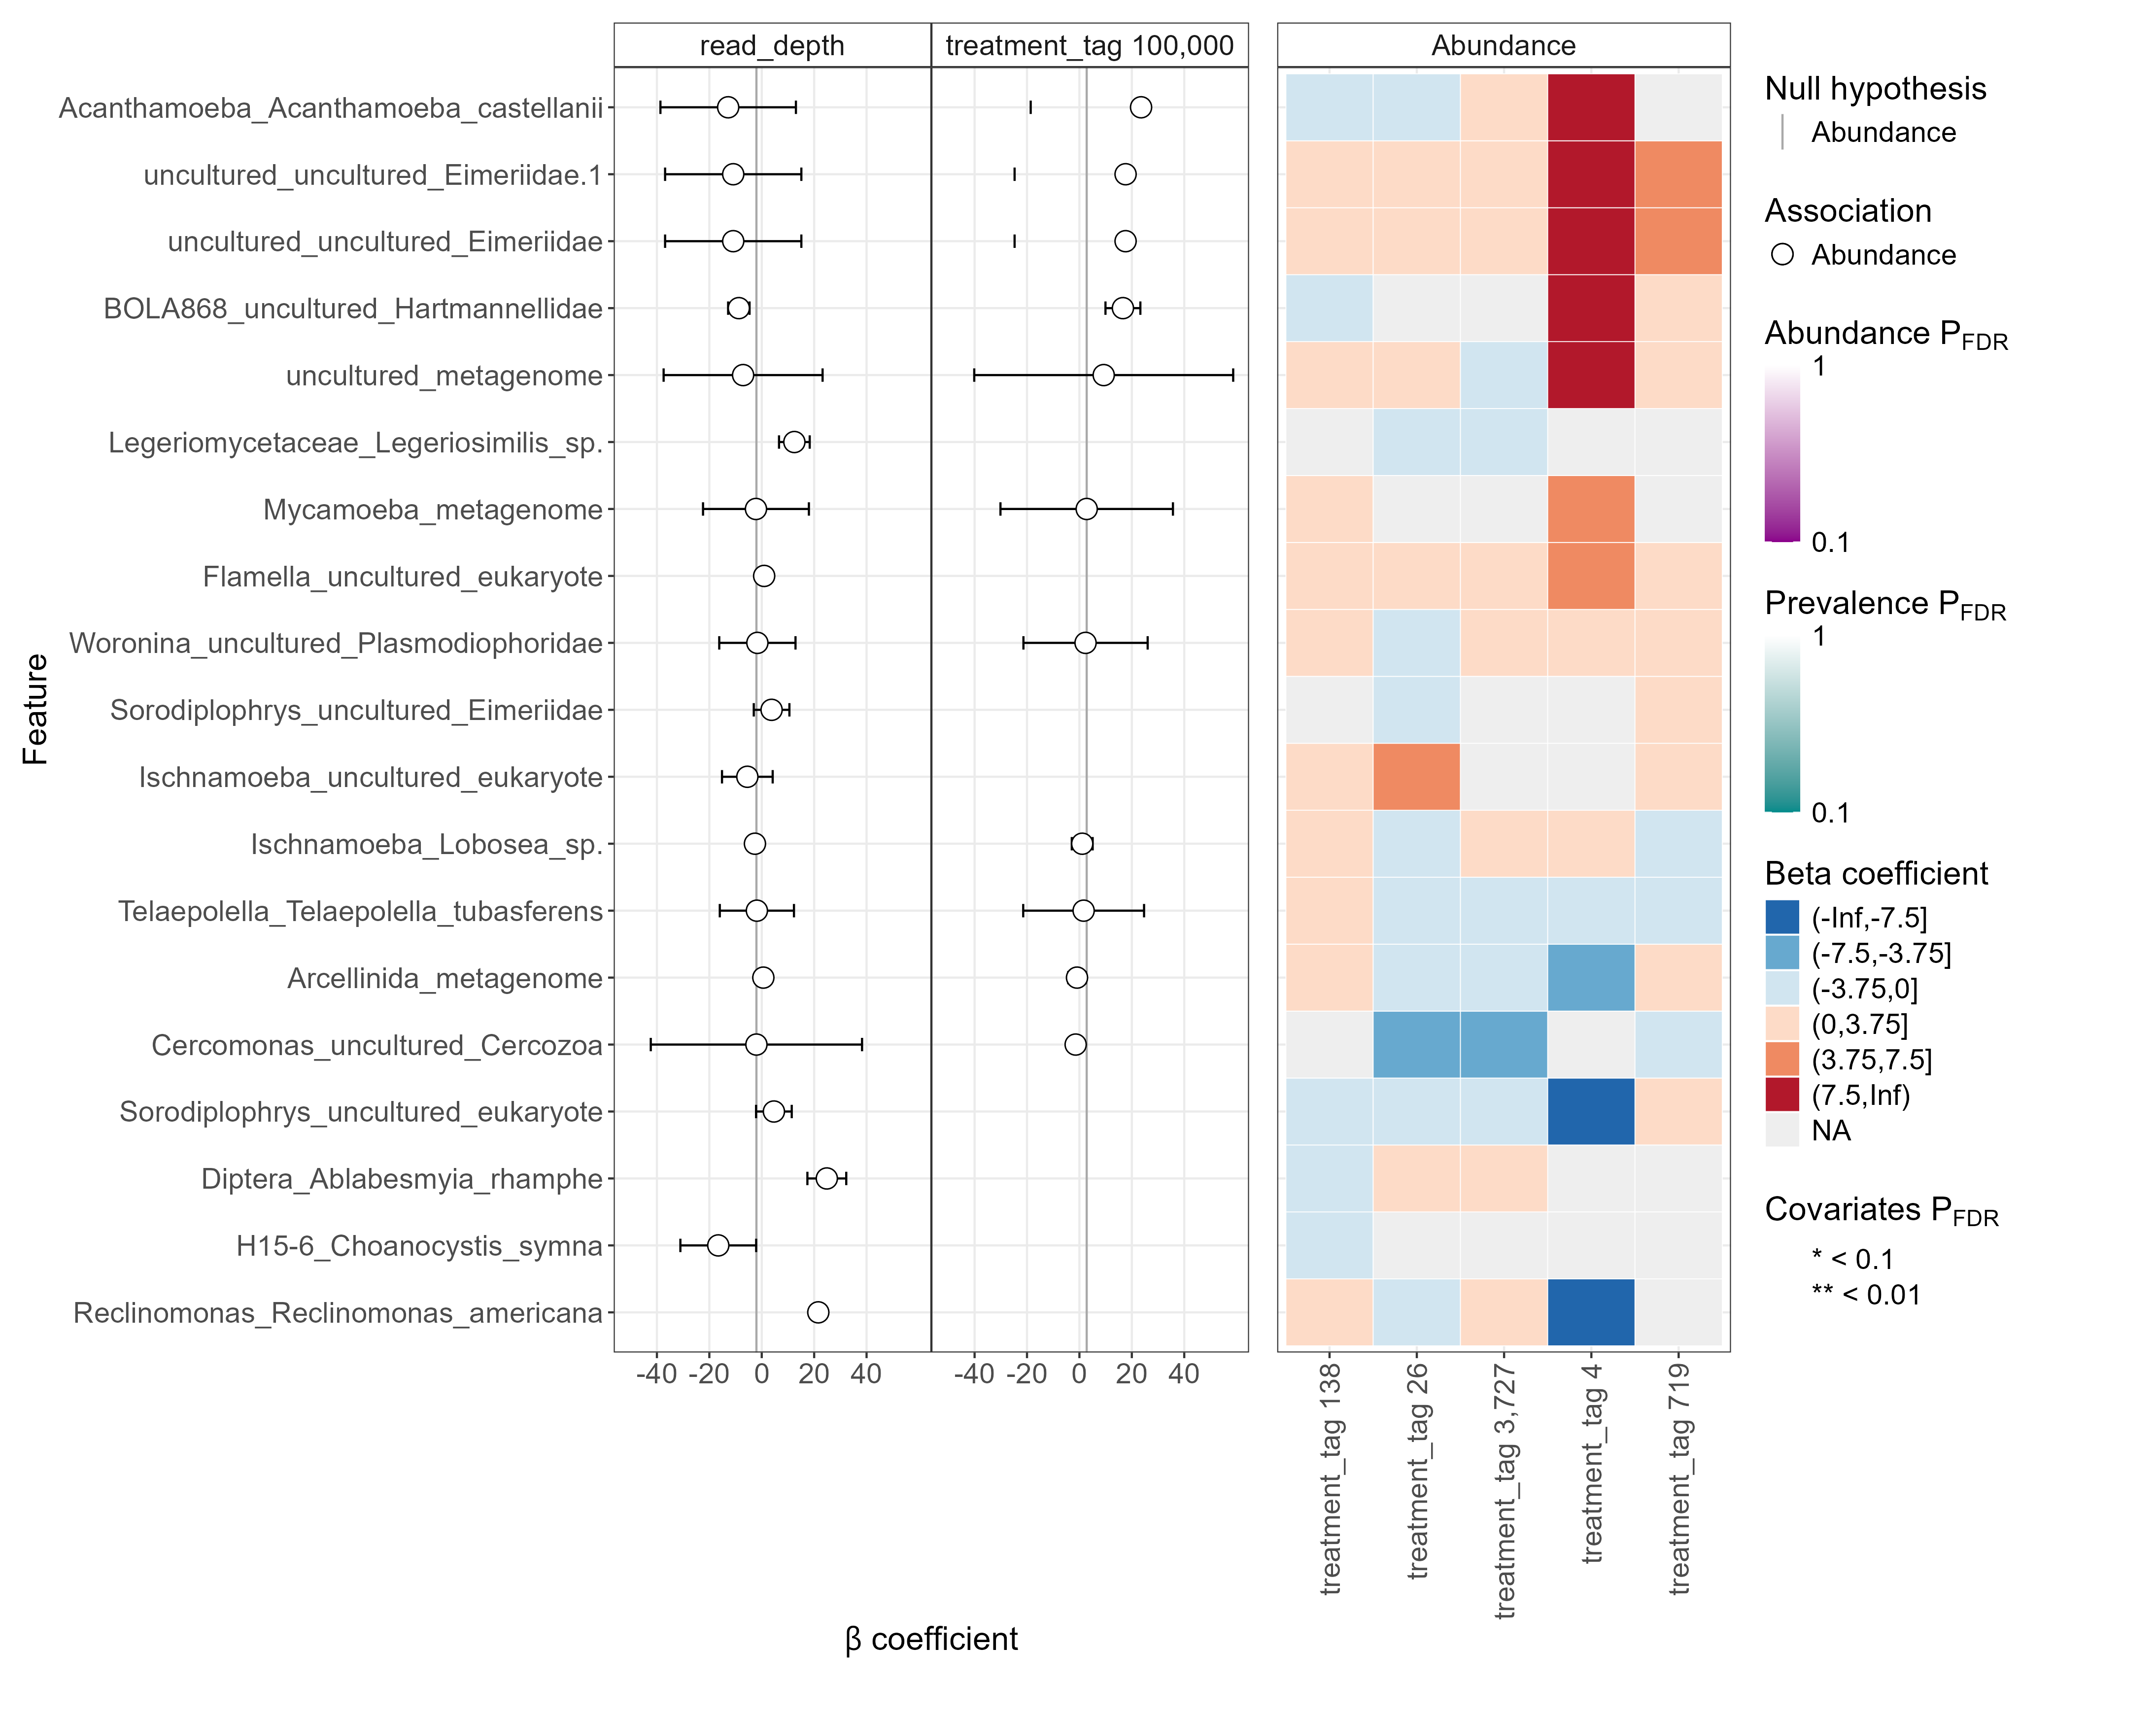 read_depth
treatment_tag 100,000
Abundance
Feature
Acanthamoeba_Acanthamoeba_castellanii
uncultured_uncultured_Eimeriidae.1
uncultured_uncultured_Eimeriidae
BOLA868_uncultured_Hartmannellidae
uncultured_metagenome
Legeriomycetaceae_Legeriosimilis_sp.
Mycamoeba_metagenome
Flamella_uncultured_eukaryote
Woronina_uncultured_Plasmodiophoridae
Sorodiplophrys_uncultured_Eimeriidae
Ischnamoeba_uncultured_eukaryote
Ischnamoeba_Lobosea_sp.
Telaepolella_Telaepolella_tubasferens
Arcellinida_metagenome
Cercomonas_uncultured_Cercozoa
Sorodiplophrys_uncultured_eukaryote
Diptera_Ablabesmyia_rhamphe
H15-6_Choanocystis_symna
Reclinomonas_Reclinomonas_americana
-40 -20 0 20 40
-40 -20 0 20 40
β coefficient
treatment_tag 138
treatment_tag 26
treatment_tag 3,727
treatment_tag 4
treatment_tag 719
Null hypothesis
Abundance
Association
Abundance
Abundance PFDR
1
0.1
Prevalence PFDR
1
0.1
Beta coefficient
(-Inf,-7.5]
(-7.5,-3.75]
(-3.75,0]
(0,3.75]
(3.75,7.5]
(7.5,Inf)
NA
Covariates PFDR
* < 0.1
** < 0.01